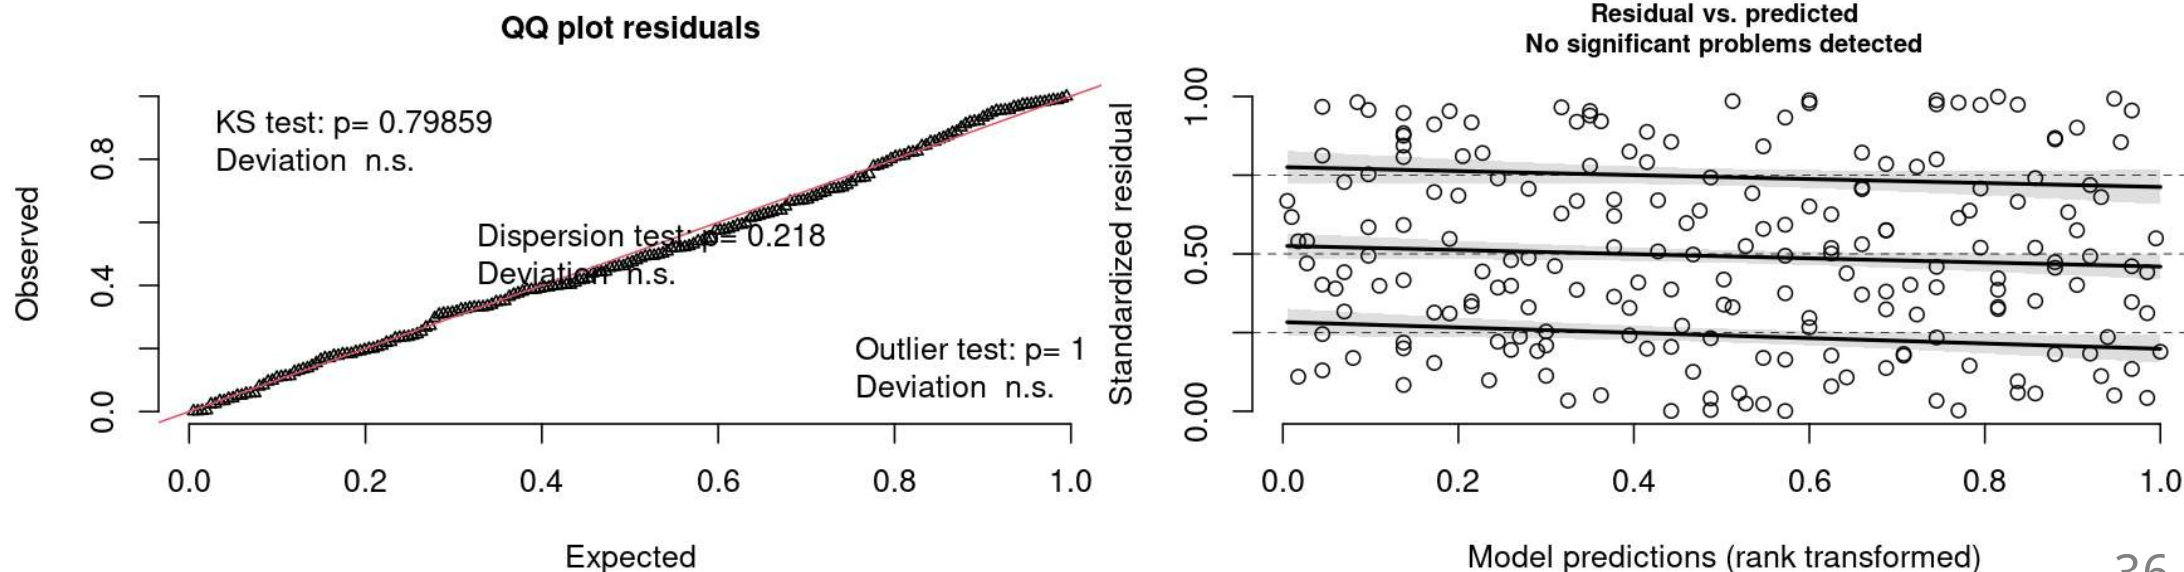 QQ plot residuals
KS test: p= 0.79859
Deviation n.s.
Dispersion test: p= 0.218
Deviation n.s.
Outlier test: p= 1
Deviation n.s.
Observed
0.0 0.4 0.8
0.0 0.2 0.4 0.6 0.8 1.0
Expected
Residual vs. predicted
No significant problems detected
Standardized residual
0.00 0.50 1.00
0.0 0.2 0.4 0.6 0.8 1.0
Model predictions (rank transformed)
36